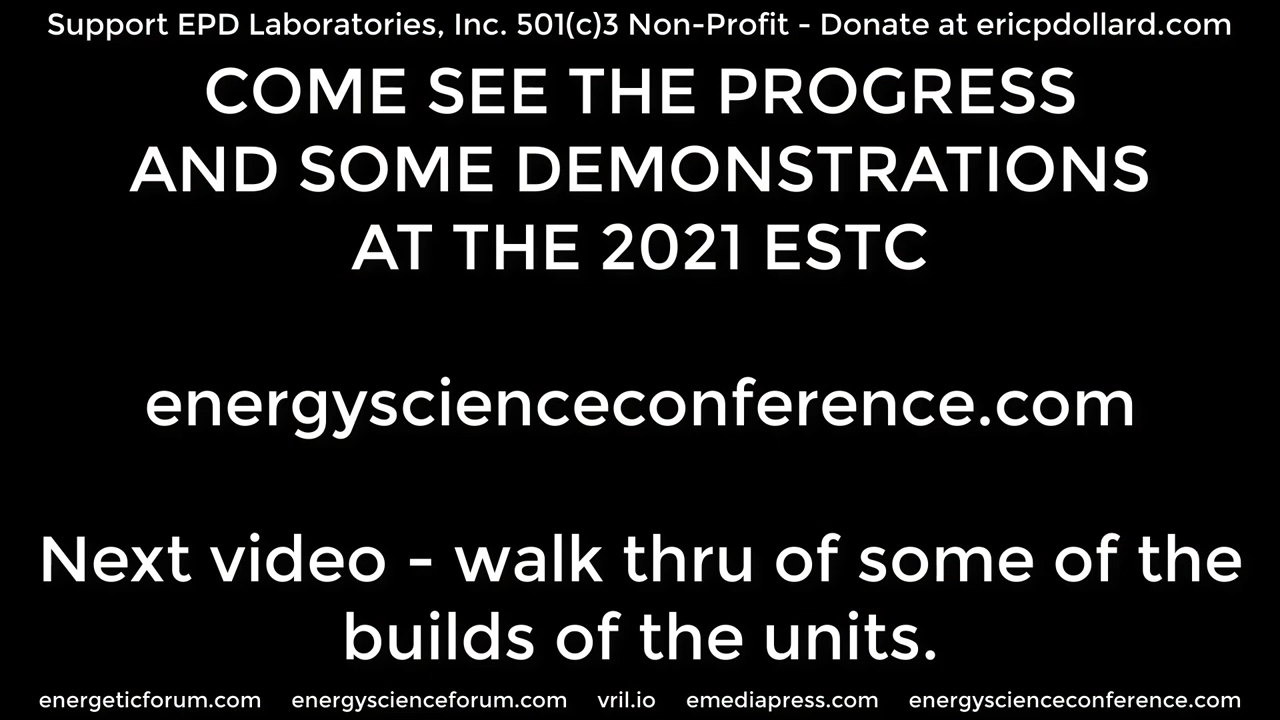 Support EPD Laboratories, Inc. 501(c)3 Non-Profit - Donate at ericpdollard.com
COME SEE THE PROGRESS
AND SOME DEMONSTRATIONS
AT THE 2021 ESTC
energyscienceconference.com
Next video - walk thru of some of the
builds of the units.
energeticforum.com energyscienceforum.com vril.io emediapress.com energyscienceconference.com